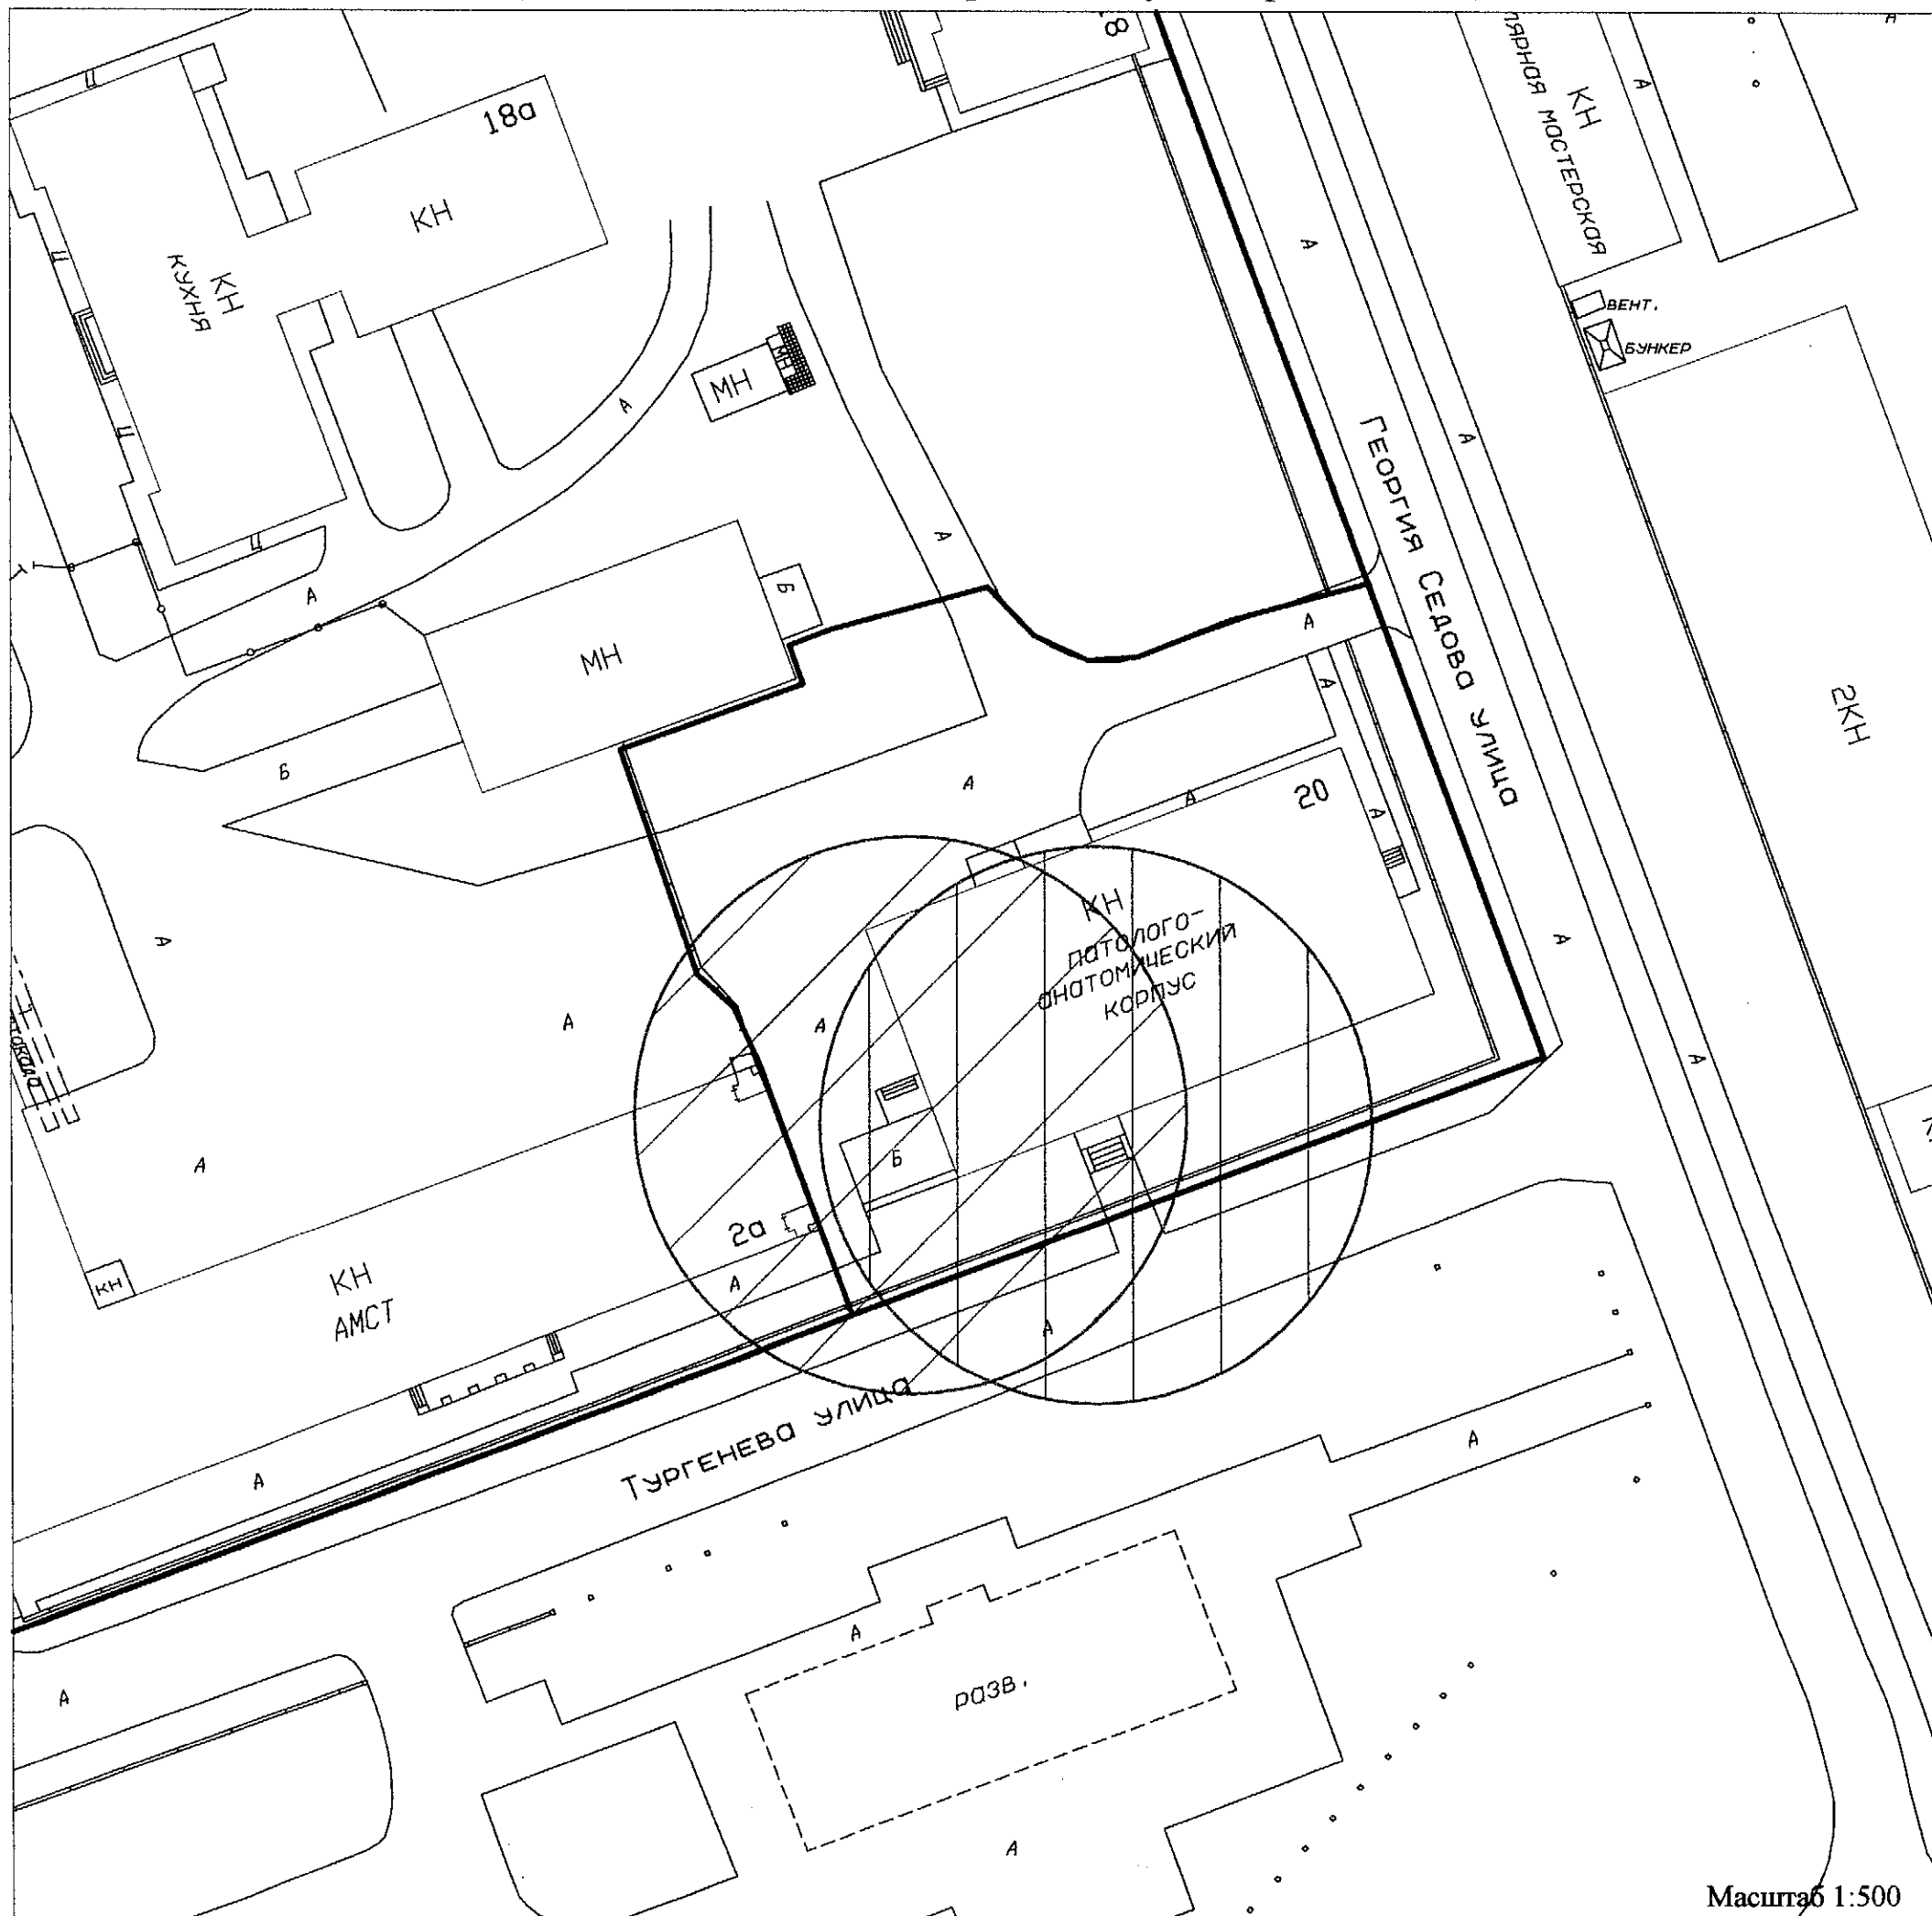 18а
КН
КН
КУХНЯ
Ц
Ц
Ц
Ц
А
А
МН
МН
А
МН
Б
Б
А
А
А
А
КН
МАСТЕРСКАЯ
ВЕНТ.
БУНКЕР
ГЕОРГИЯ СЕДОВА УЛИЦА
2КН
А
А
А
А
20
А
А
КН
ПАТОЛОГО-
АНАТОМИЧЕСКИЙ
КОРПУС
А
А
А
А
А
Б
2а
А
КН
КН
АМСТ
А
А
ТУРГЕНЕВА УЛИЦА
А
А
А
разв.
А
Масштаб 1:500